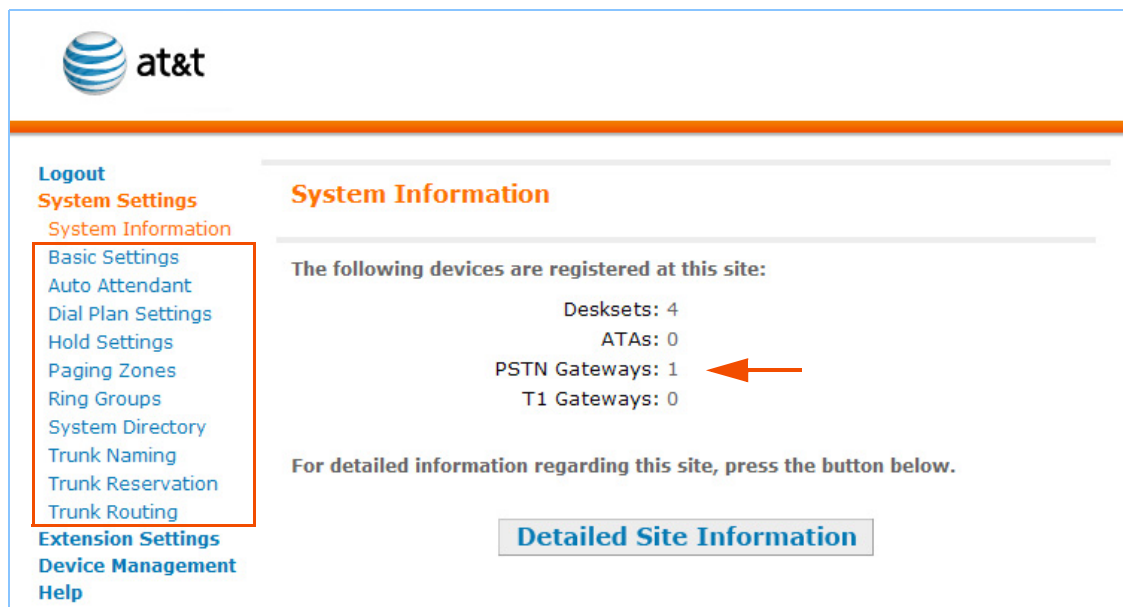 at&t
Logout
System Settings
System Information
Basic Settings
Auto Attendant
Dial Plan Settings
Hold Settings
Paging Zones
Ring Groups
System Directory
Trunk Naming
Trunk Reservation
Trunk Routing
Extension Settings
Device Management
Help
System Information
The following devices are registered at this site:
Desksets: 4
ATAs: 0
PSTN Gateways: 1
T1 Gateways: 0
For detailed information regarding this site, press the button below.
Detailed Site Information